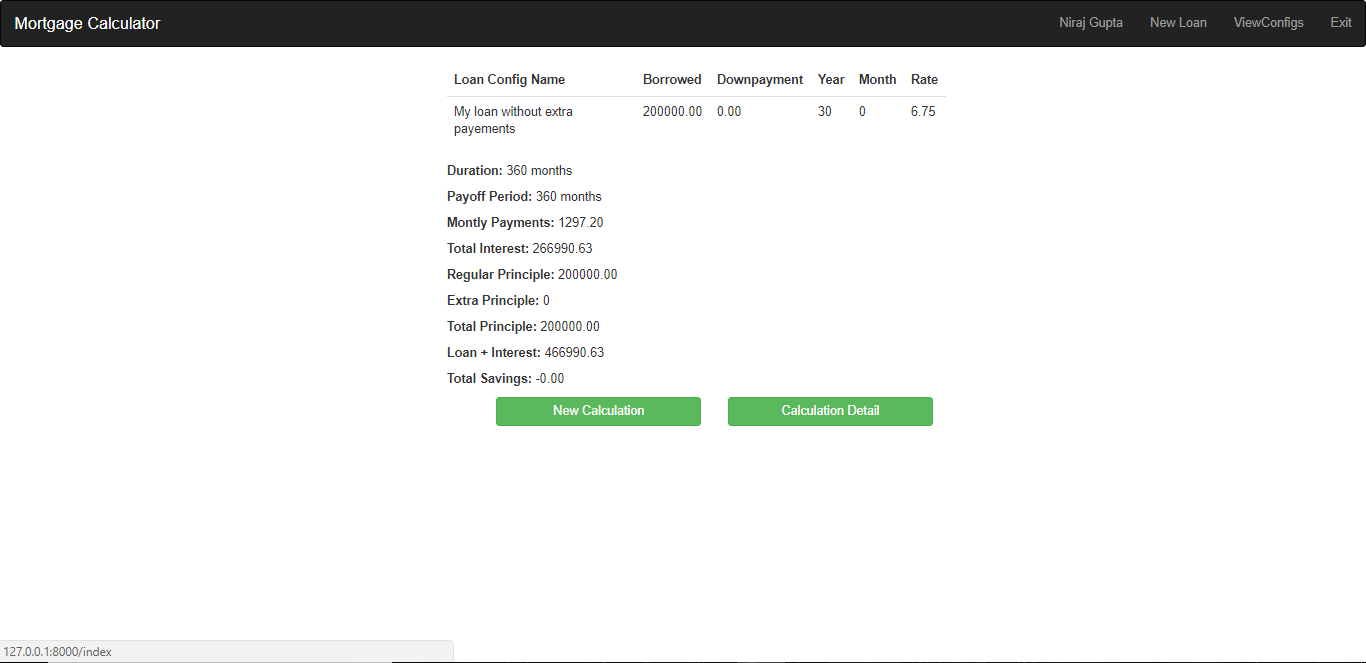 Mortgage Calculator Niraj Gupta New Loan ViewConfigs Exit
Loan Config Name Borrowed Downpayment Year Month Rate
My loan without extra 200000.00 0.00 30 0 6.75
payements
Duration: 360 months
Payoff Period: 360 months
Montly Payments: 1297.20
Total Interest: 266990.63
Regular Principle: 200000.00
Extra Principle: 0
Total Principle: 200000.00
Loan + Interest: 466990.63
Total Savings: -0.00
New Calculation Calculation Detail
127.0.0.1:8000/index